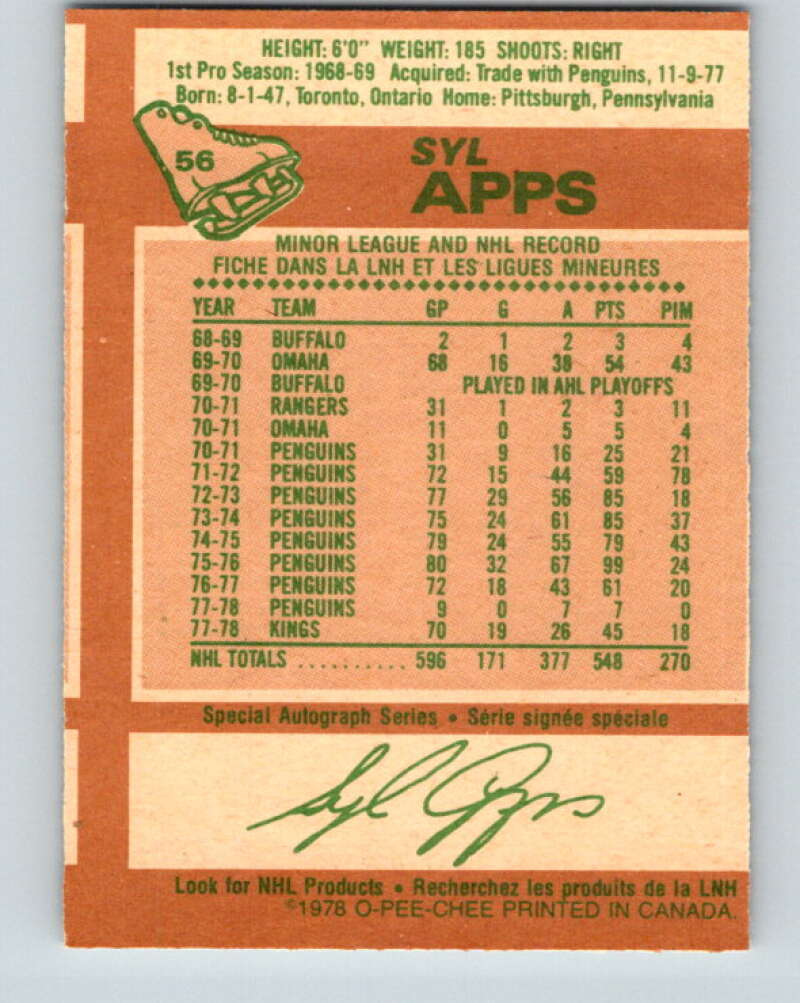 HEIGHT: 6'0" WEIGHT: 185 SHOOTS: RIGHT
1st Pro Season: 1968-69 Acquired: Trade with Penguins, 11-9-77
Born: 8-1-47, Toronto, Ontario Home: Pittsburgh, Pennsylvania
56
SYL
APPS
MINOR LEAGUE AND NHL RECORD
FICHE DANS LA LNH ET LES LIGUES MINEURES
YEAR TEAM GP G A PTS PIM
68-69 BUFFALO 2 1 2 3 4
69-70 OMAHA 68 16 38 54 43
69-70 BUFFALO PLAYED IN AHL PLAYOFFS
70-71 RANGERS 31 1 2 3 11
70-71 OMAHA 11 0 5 5 4
70-71 PENGUINS 31 9 16 25 21
71-72 PENGUINS 72 15 44 59 78
72-73 PENGUINS 77 29 56 85 18
73-74 PENGUINS 75 24 61 85 37
74-75 PENGUINS 79 24 55 79 43
75-76 PENGUINS 80 32 67 99 24
76-77 PENGUINS 72 18 43 61 20
77-78 PENGUINS 9 0 7 7 0
77-78 KINGS 70 19 26 45 18
NHL TOTALS .......... 596 171 377 548 270
Special Autograph Series • Série signée spéciale
Syl Apps
Look for NHL Products • Recherchez les produits de la LNH
©1978 O-PEE-CHEE PRINTED IN CANADA.